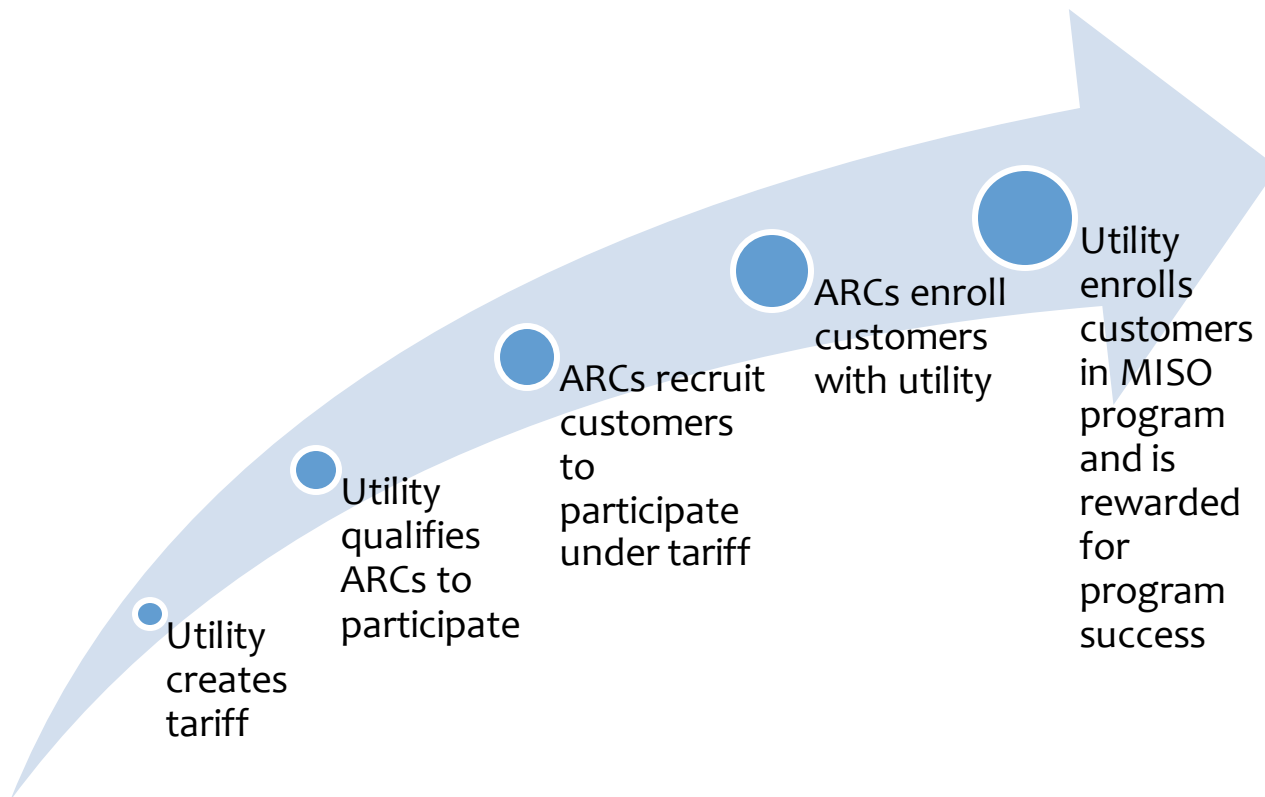 Utility
creates
tariff
Utility
qualifies
ARCs to
participate
ARCs recruit
customers
to
participate
under tariff
ARCs enroll
customers
with utility
Utility
enrolls
customers
in MISO
program
and is
rewarded
for
program
success